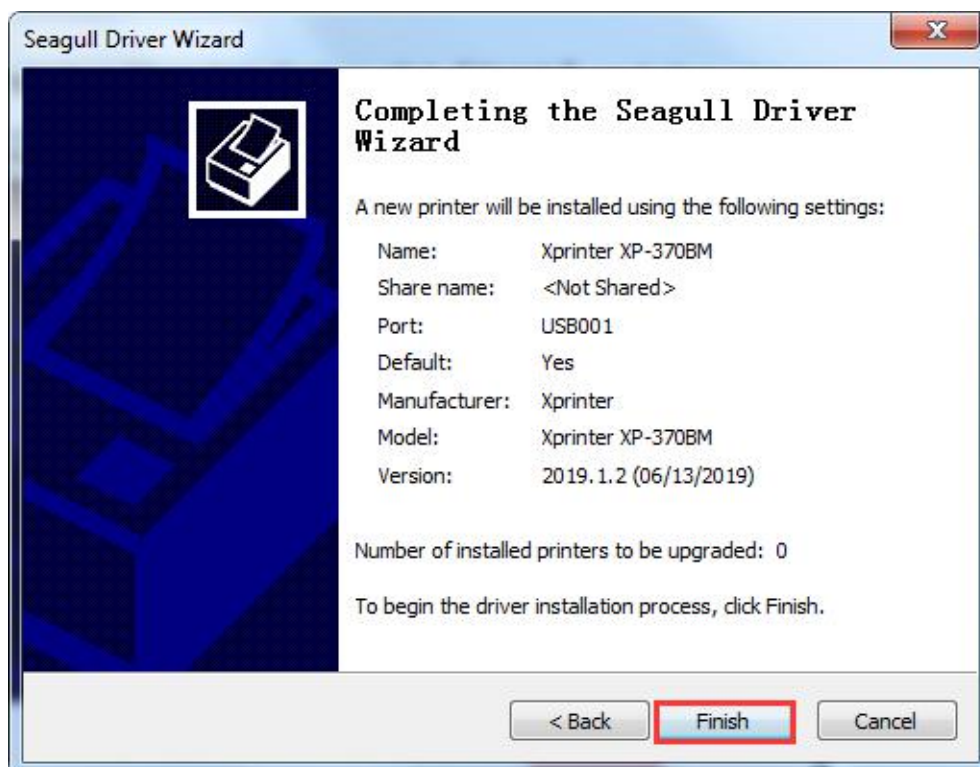 Seagull Driver Wizard
X
Completing the Seagull Driver
Wizard
A new printer will be installed using the following settings:
Name: Xprinter XP-370BM
Share name: <Not Shared>
Port: USB001
Default: Yes
Manufacturer: Xprinter
Model: Xprinter XP-370BM
Version: 2019.1.2 (06/13/2019)
Number of installed printers to be upgraded: 0
To begin the driver installation process, click Finish.
< Back Finish Cancel